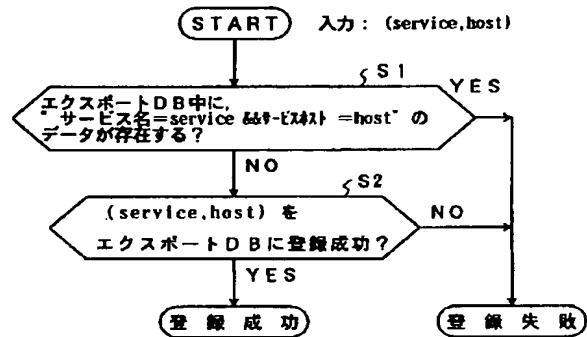 START 入力: (service,host)
S1
YES
エクスポートDB中に,
"サービス名=service &&サービスホスト =host" の
データが存在する?
NO
S2
(service,host) を
エクスポートDBに登録成功?
NO
YES
登録成功
登録失敗